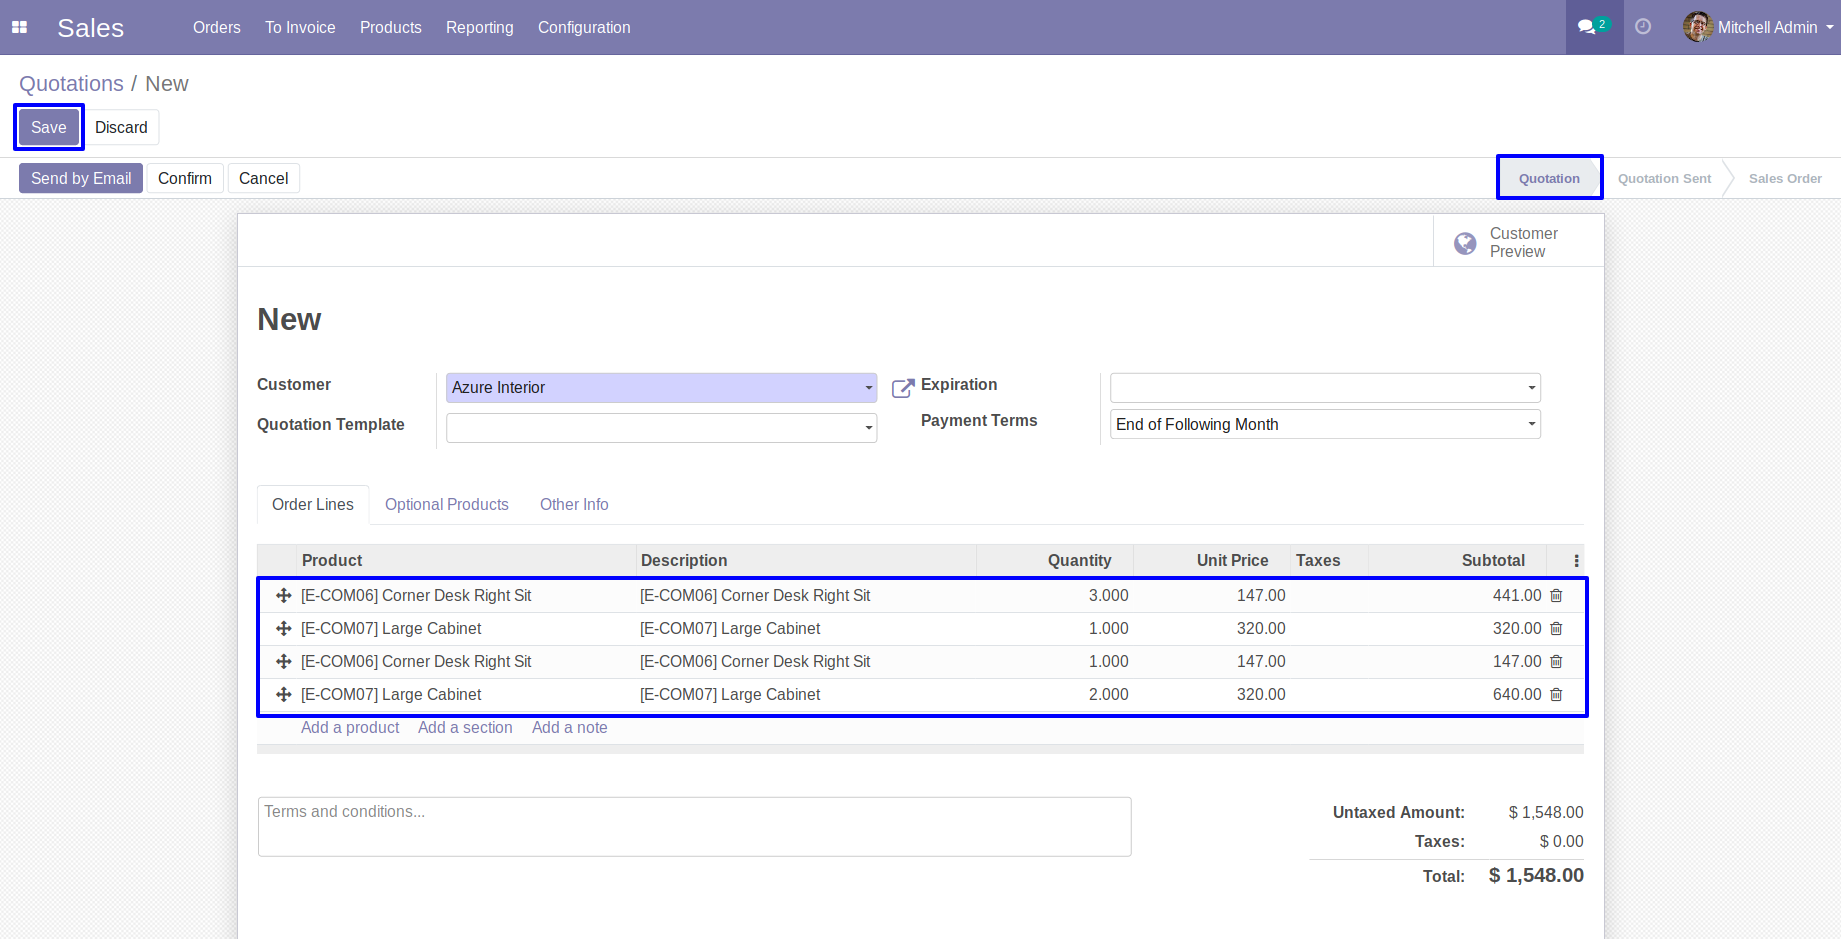 Sales Orders To Invoice Products Reporting Configuration 2 Mitchell Admin
Quotations / New
Save Discard
Send by Email Confirm Cancel Quotation Quotation Sent Sales Order
Customer
Preview
New
Customer Azure Interior Expiration
Quotation Template Payment Terms End of Following Month
Order Lines Optional Products Other Info
Product Description Quantity Unit Price Taxes Subtotal
[E-COM06] Corner Desk Right Sit [E-COM06] Corner Desk Right Sit 3.000 147.00 441.00
[E-COM07] Large Cabinet [E-COM07] Large Cabinet 1.000 320.00 320.00
[E-COM06] Corner Desk Right Sit [E-COM06] Corner Desk Right Sit 1.000 147.00 147.00
[E-COM07] Large Cabinet [E-COM07] Large Cabinet 2.000 320.00 640.00
Add a product Add a section Add a note
Terms and conditions... Untaxed Amount: $ 1,548.00
Taxes: $ 0.00
Total: $ 1,548.00